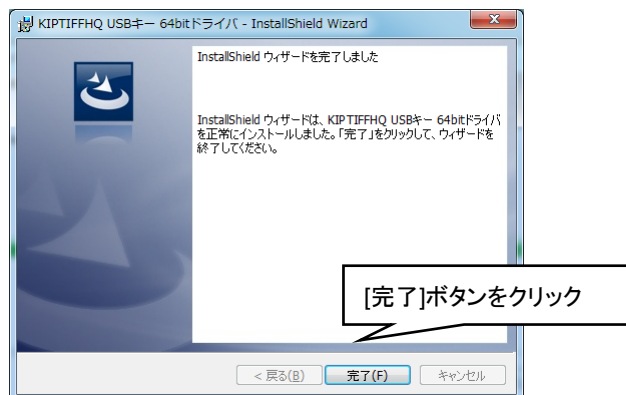 KIPTIFFHQ USBキー 64bitドライバ - InstallShield Wizard
InstallShield ウィザードを完了しました
InstallShield ウィザードは、KIPTIFFHQ USBキー 64bitドライバ
を正常にインストールしました。「完了」をクリックして、ウィザードを
終了してください。
[完了]ボタンをクリック
< 戻る(B) 完了(F) キャンセル